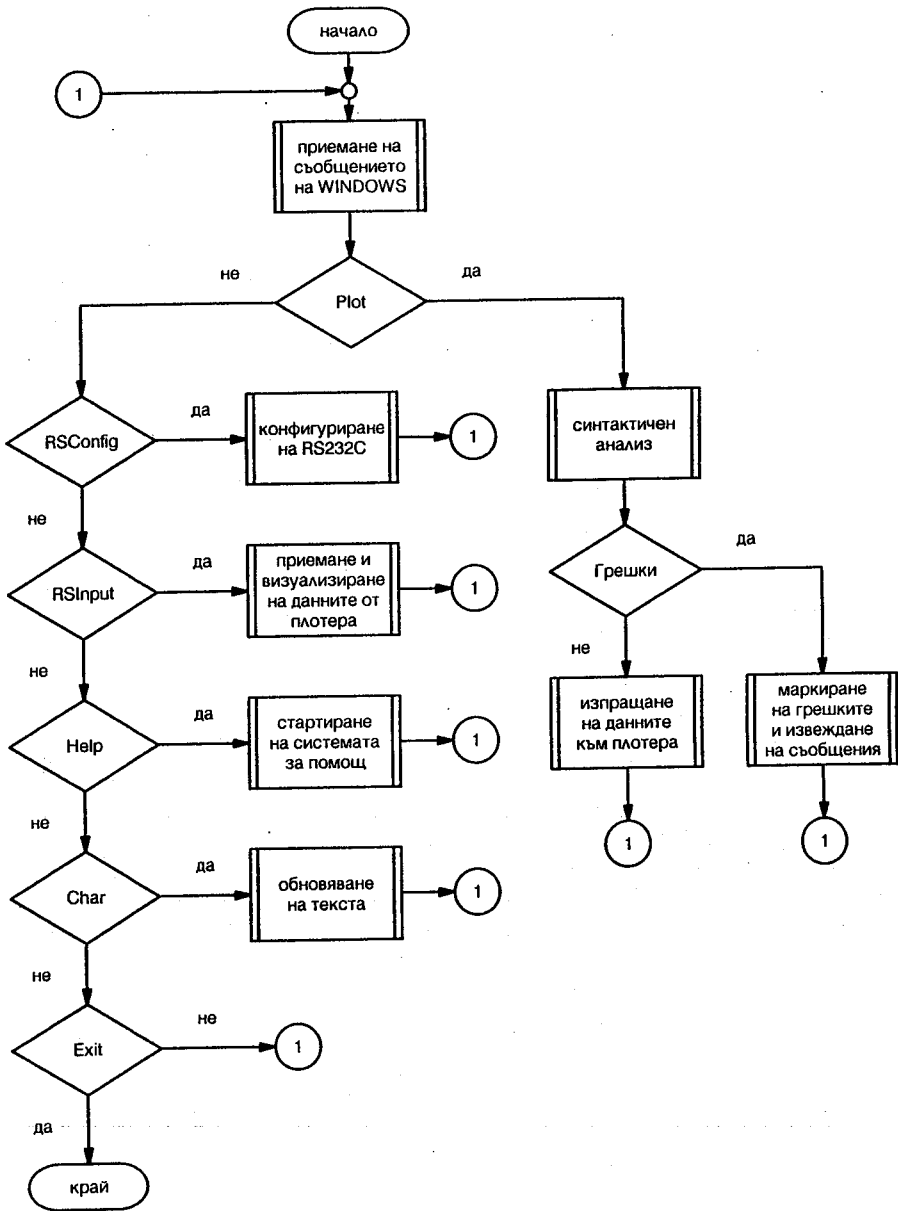 начало
1
приемане на
съобщението
на WINDOWS
не
да
Plot
RSConfig
да
конфигуриране
на RS232C
1
синтактичен
анализ
не
RSInput
да
приемане и
визуализиране
на данните от
плотера
1
Грешки
да
не
не
Help
да
стартиране
на системата
за помощ
1
изпращане
на данните
към плотера
маркиране
на грешките
и извеждане
на съобщения
1
1
не
Char
да
обновяване
на текста
1
не
Exit
не
1
да
край